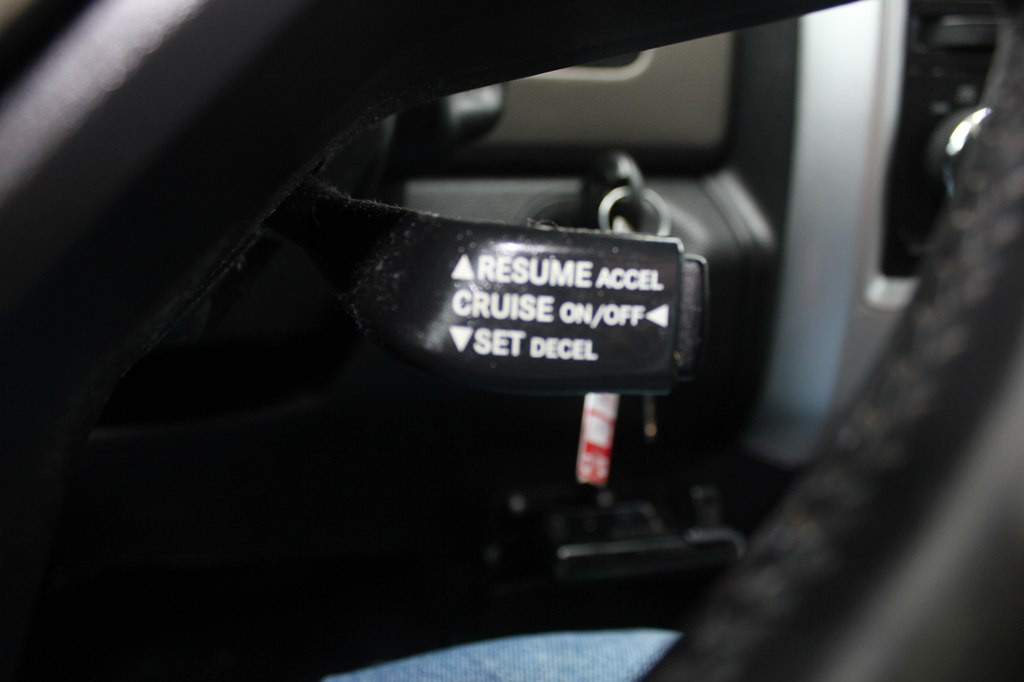 ▲RESUME ACCEL
CRUISE ON/OFF◄
▼SET DECEL